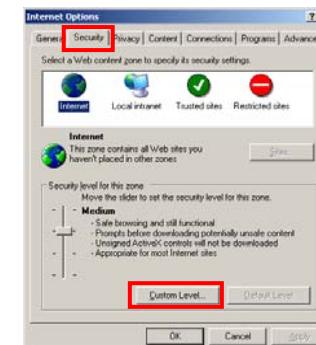 Internet Options
General Security Privacy Content Connections Programs Advance
Select a Web content zone to specify its security settings.
Internet Local intranet Trusted sites Restricted sites
Internet
This zone contains all Web sites you
haven't placed in other zones
Sites...
Security level for this zone
Move the slider to set the security level for this zone.
Medium
- Safe browsing and still functional
- Prompts before downloading potentially unsafe content
- Unsigned ActiveX controls will not be downloaded
- Appropriate for most Internet sites
Custom Level... Default Level
OK Cancel Apply